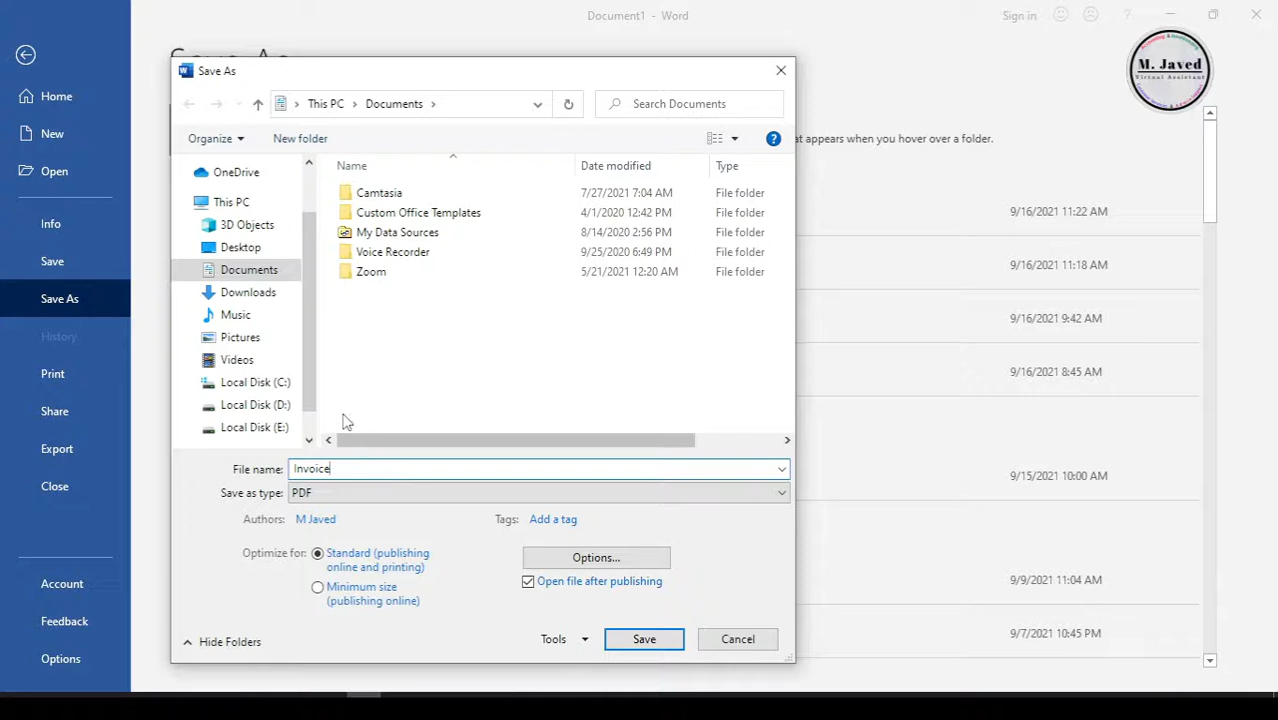 Document1 - Word
Sign in
?
Save As
M. Javed
Virtual Assistant
Home
New
Open
Info
Save
Save As
History
Print
Share
Export
Close
Account
Feedback
Options
Save As
This PC
Documents
Search Documents
Organize
New folder
?
at appears when you hover over a folder.
OneDrive
This PC
3D Objects
Desktop
Documents
Downloads
Music
Pictures
Videos
Local Disk (C:)
Local Disk (D:)
Local Disk (E:)
Name Date modified Type
Camtasia 7/27/2021 7:04 AM File folder
Custom Office Templates 4/1/2020 12:42 PM File folder
My Data Sources 8/14/2020 2:56 PM File folder
Voice Recorder 9/25/2020 6:49 PM File folder
Zoom 5/21/2021 12:20 AM File folder
9/16/2021 11:22 AM
9/16/2021 11:18 AM
9/16/2021 9:42 AM
9/16/2021 8:45 AM
9/15/2021 10:00 AM
9/9/2021 11:04 AM
9/7/2021 10:45 PM
File name: Invoice
Save as type: PDF
Authors: M Javed
Tags: Add a tag
Optimize for:
Standard (publishing
online and printing)
Minimum size
(publishing online)
Options...
Open file after publishing
Hide Folders
Tools
Save
Cancel